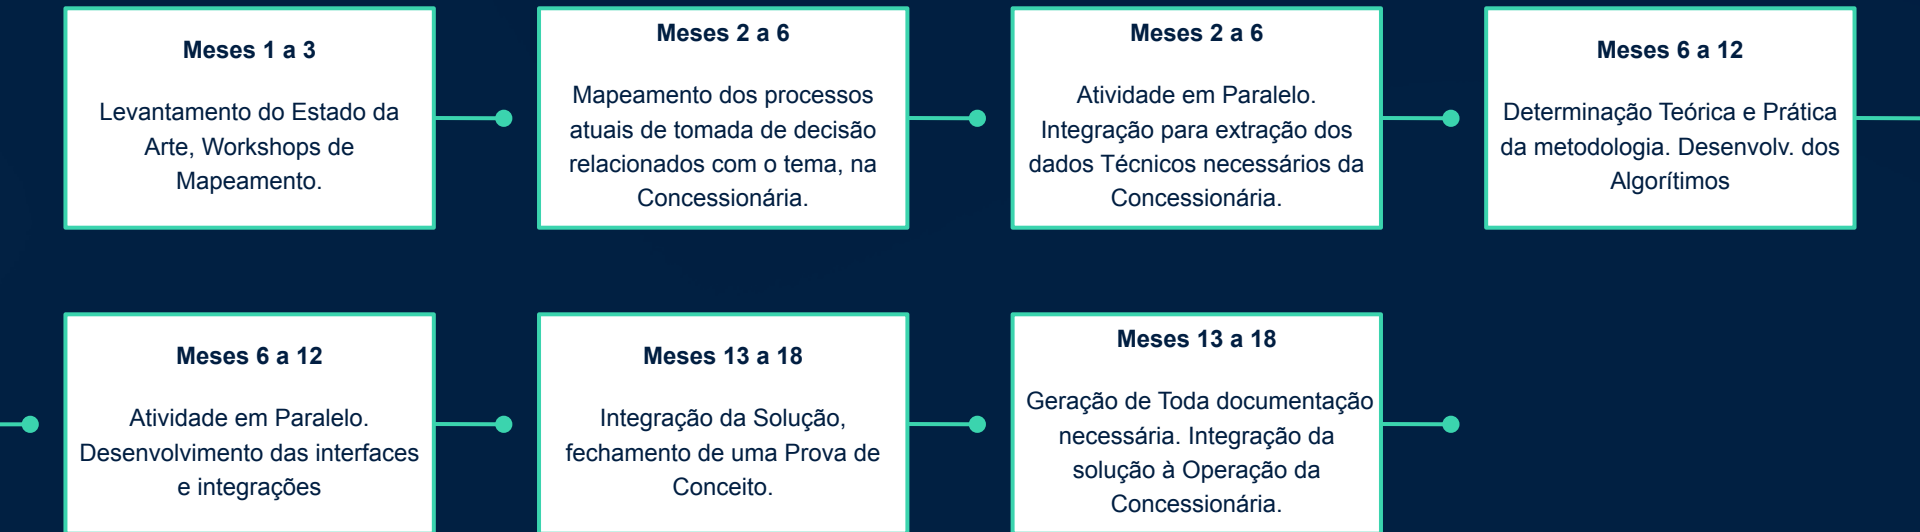 Meses 1 a 3
Levantamento do Estado da
Arte, Workshops de
Mapeamento.
Meses 2 a 6
Mapeamento dos processos
atuais de tomada de decisão
relacionados com o tema, na
Concessionária.
Meses 2 a 6
Atividade em Paralelo.
Integração para extração dos
dados Técnicos necessários da
Concessionária.
Meses 6 a 12
Determinação Teórica e Prática
da metodologia. Desenvolv. dos
Algorítimos
Meses 6 a 12
Atividade em Paralelo.
Desenvolvimento das interfaces
e integrações
Meses 13 a 18
Integração da Solução,
fechamento de uma Prova de
Conceito.
Meses 13 a 18
Geração de Toda documentação
necessária. Integração da
solução à Operação da
Concessionária.